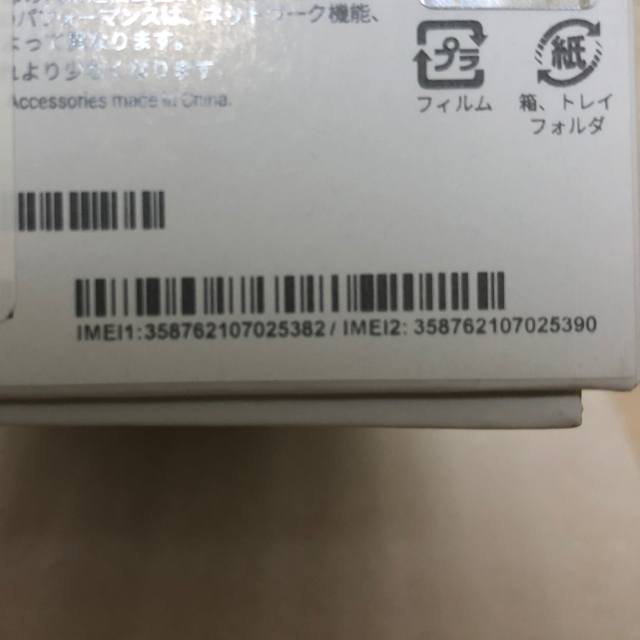 パフォーマンスは、ネットワーク機能、
よって異なります。
より多くなります。
Accessories made in China.
プラ
フィルム
紙
箱、トレイ
フォルダ
IMEI1:358762107025382 / IMEI2: 358762107025390